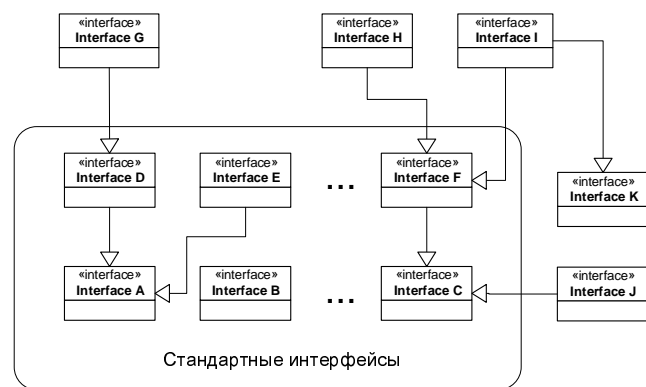 «interface»
Interface G
«interface»
Interface H
«interface»
Interface I
«interface»
Interface D
«interface»
Interface E
...
«interface»
Interface F
«interface»
Interface K
«interface»
Interface A
«interface»
Interface B
...
«interface»
Interface C
«interface»
Interface J
Стандартные интерфейсы